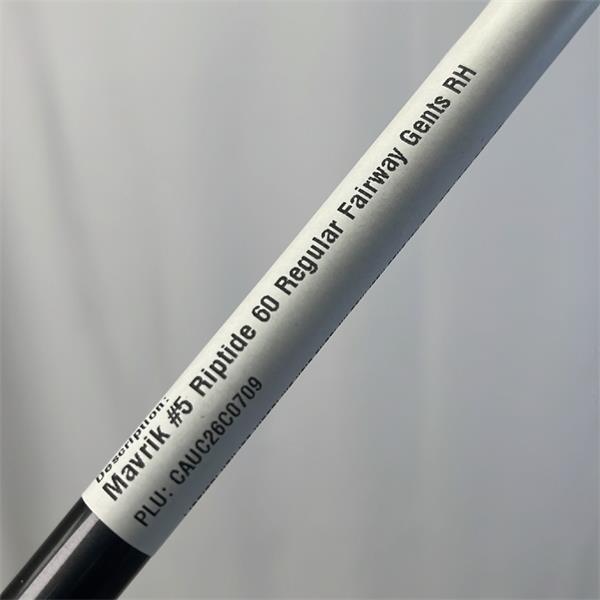 Description:
Mavrik #5 Riptide 60 Regular Fairway Gents RH
PLU: CAUC26C0709